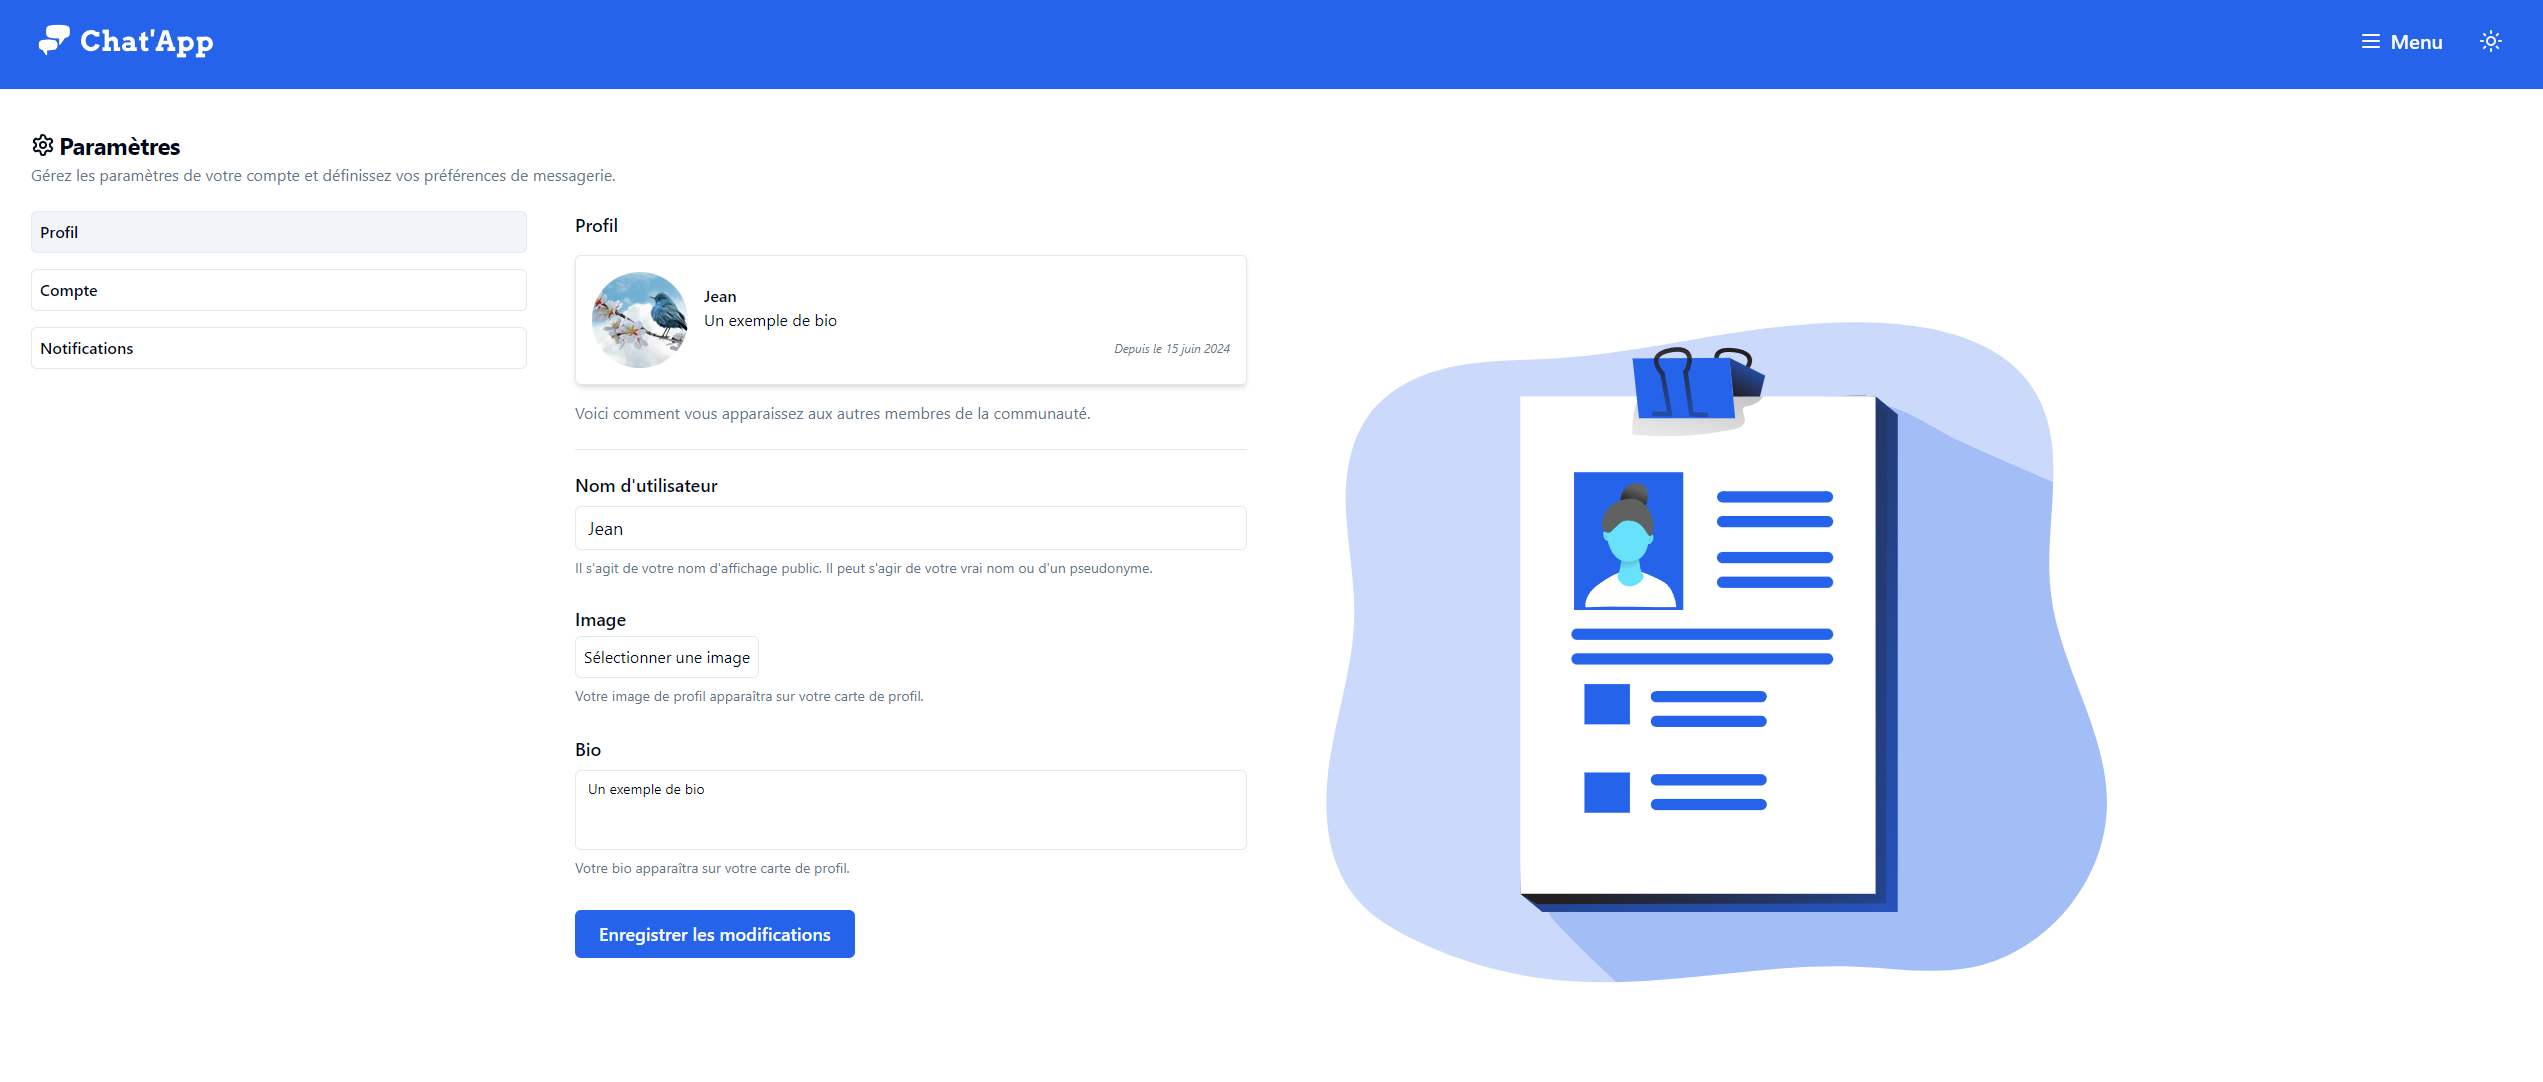 Chat'App
Menu
Paramètres
Gérez les paramètres de votre compte et définissez vos préférences de messagerie.
Profil
Compte
Notifications
Profil
Jean
Un exemple de bio
Depuis le 15 juin 2024
Voici comment vous apparaissez aux autres membres de la communauté.
Nom d'utilisateur
Jean
Il s'agit de votre nom d'affichage public. Il peut s'agir de votre vrai nom ou d'un pseudonyme.
Image
Sélectionner une image
Votre image de profil apparaîtra sur votre carte de profil.
Bio
Un exemple de bio
Votre bio apparaîtra sur votre carte de profil.
Enregistrer les modifications